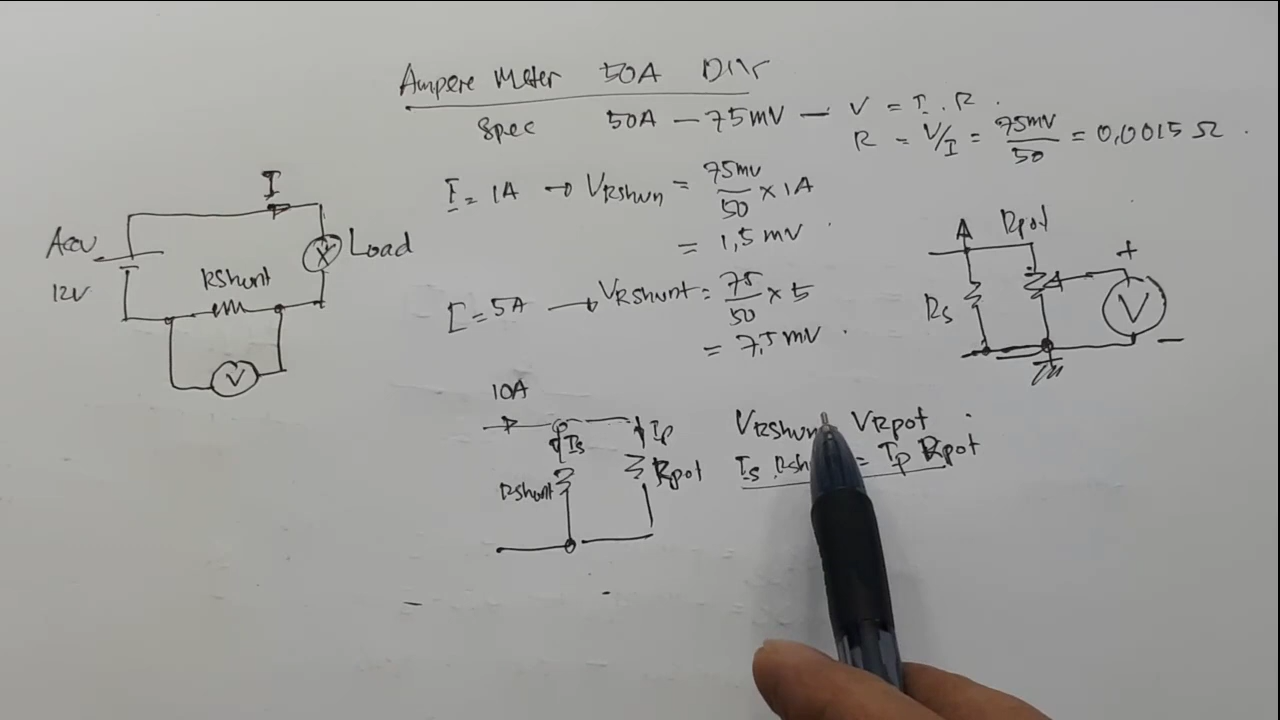 Ampere Meter 50A DIIY
Spec 50A – 75mV – V = I . R .
R = V/I = 75mV / 50 = 0,0015 Ω .
I = 1A → VRshun = 75mV / 50 × 1A
= 1,5 mV .
I = 5A → VRshunt = 75 / 50 × 5
= 7,5 mV .
I
Accu
12V
Load
Rshunt
V
A
Rpot
Rs
+
V
–
10A
Is
Ip
Rshunt
Rpot
VRshun VRpot .
Is . Rsh = Ip Rpot